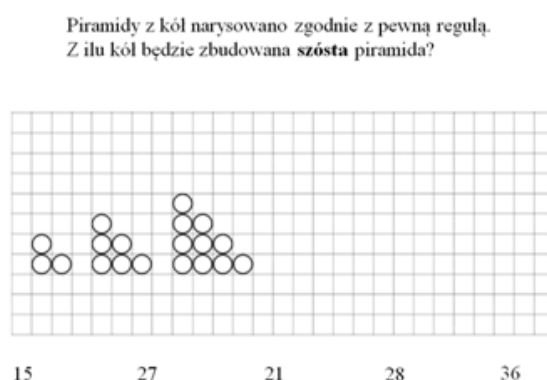 Piramidy z kół narysowano zgodnie z pewną regułą.
Z ilu kół będzie zbudowana szósta piramida?
15 27 21 28 36